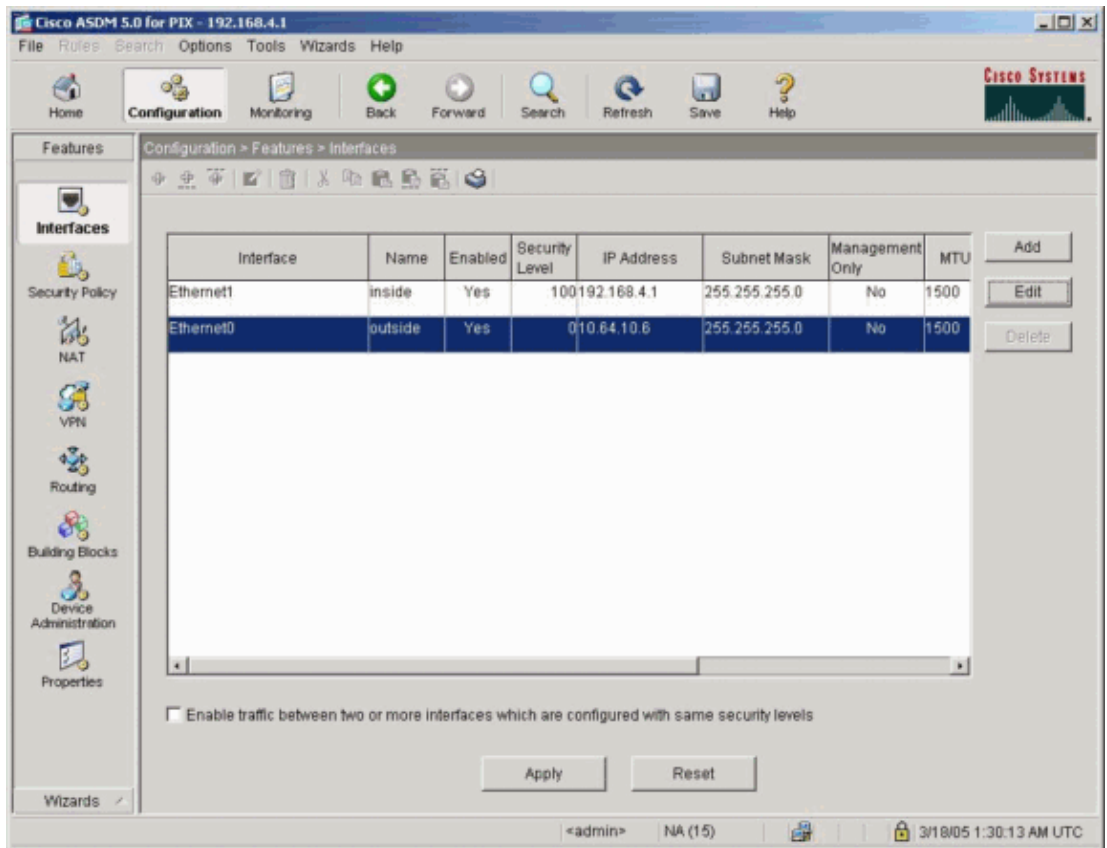 Cisco ASDM 5.0 for PIX - 192.168.4.1
File Rules Search Options Tools Wizards Help
Home Configuration Monitoring Back Forward Search Refresh Save Help
CISCO SYSTEMS
Features
Configuration > Features > Interfaces
Interfaces
Security Policy
NAT
VPN
Routing
Building Blocks
Device
Administration
Properties
Wizards
Interface Name Enabled Security Level IP Address Subnet Mask Management Only MTU
Ethernet1 inside Yes 100 192.168.4.1 255.255.255.0 No 1500
Ethernet0 outside Yes 0 10.64.10.6 255.255.255.0 No 1500
Add
Edit
Delete
Enable traffic between two or more interfaces which are configured with same security levels
Apply Reset
<admin> NA (15) 3/18/05 1:30:13 AM UTC